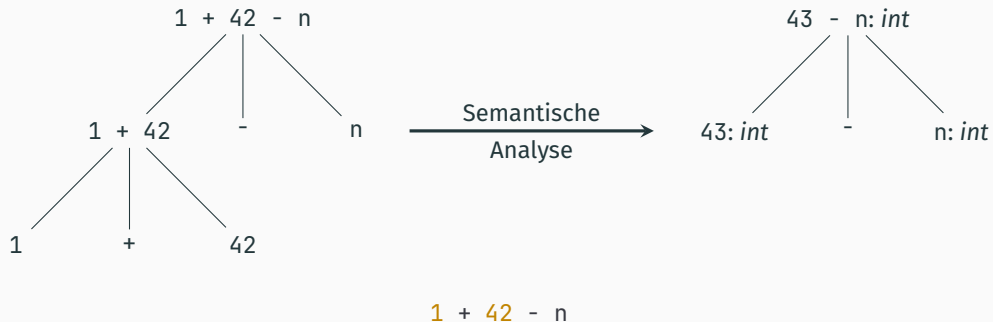 1 + 42 - n
43 - n: int
Semantische
Analyse
1 + 42
-
n
43: int
-
n: int
1
+
42
1 + 42 - n